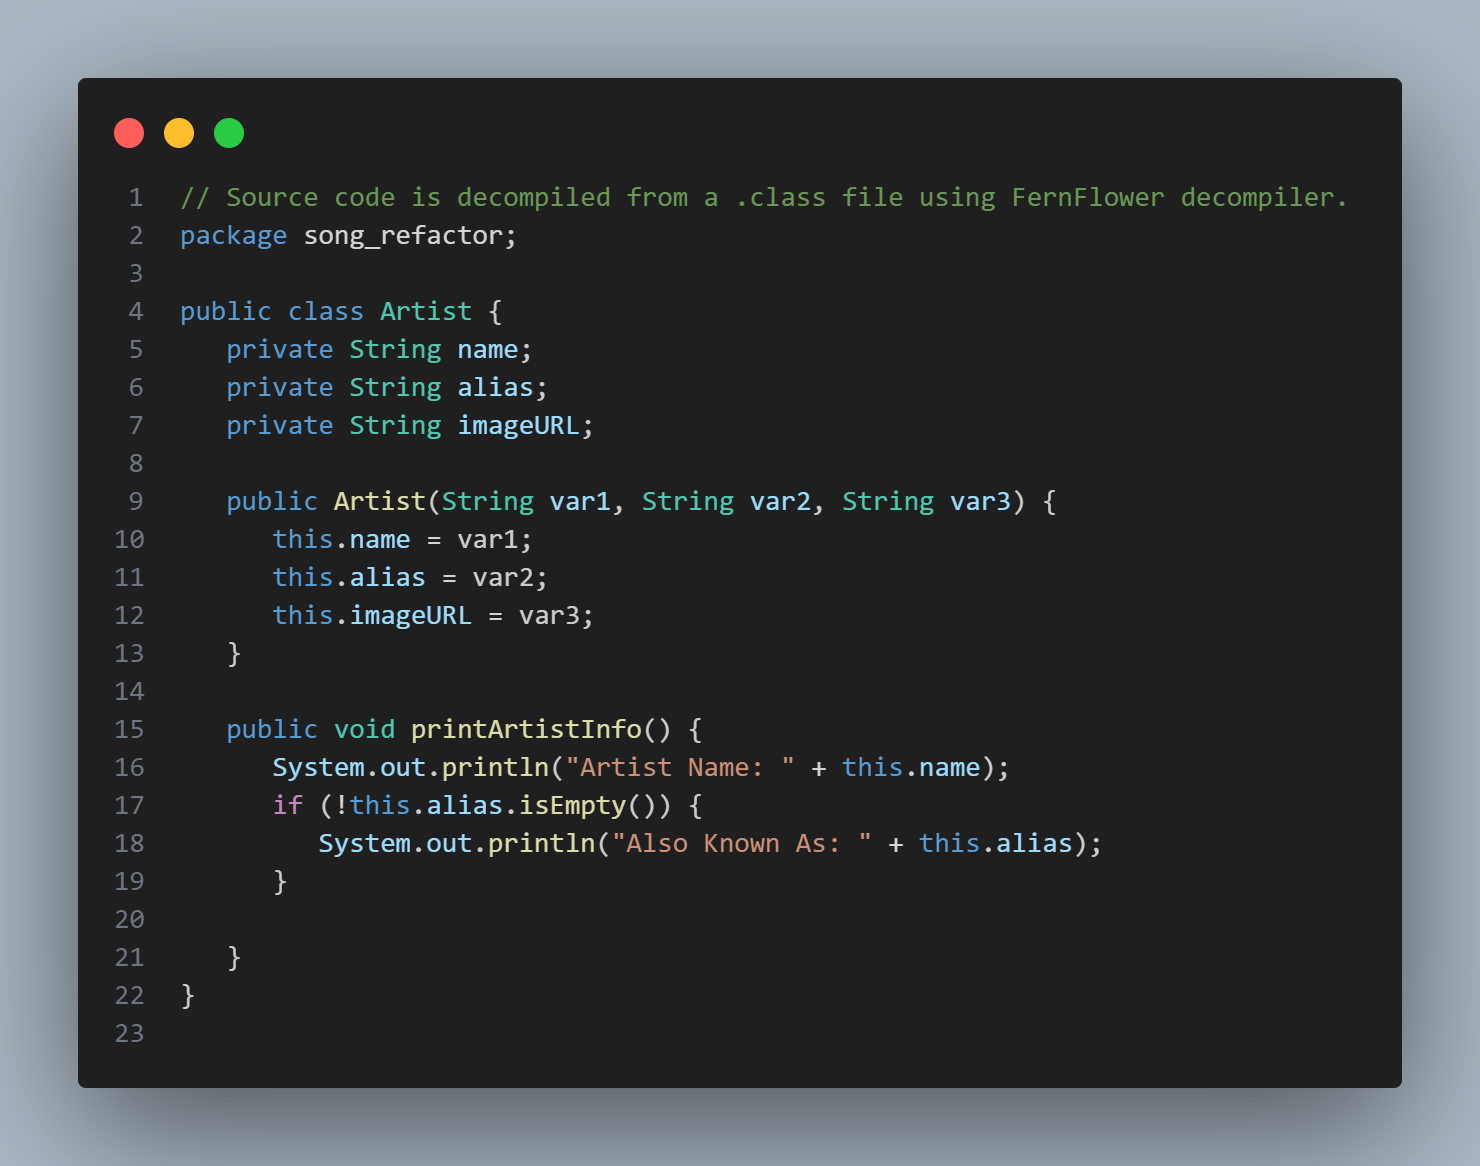 1 // Source code is decompiled from a .class file using FernFlower decompiler.
2 package song_refactor;
3
4 public class Artist {
5    private String name;
6    private String alias;
7    private String imageURL;
8
9    public Artist(String var1, String var2, String var3) {
10       this.name = var1;
11       this.alias = var2;
12       this.imageURL = var3;
13    }
14
15    public void printArtistInfo() {
16       System.out.println("Artist Name: " + this.name);
17       if (!this.alias.isEmpty()) {
18          System.out.println("Also Known As: " + this.alias);
19       }
20
21    }
22 }
23